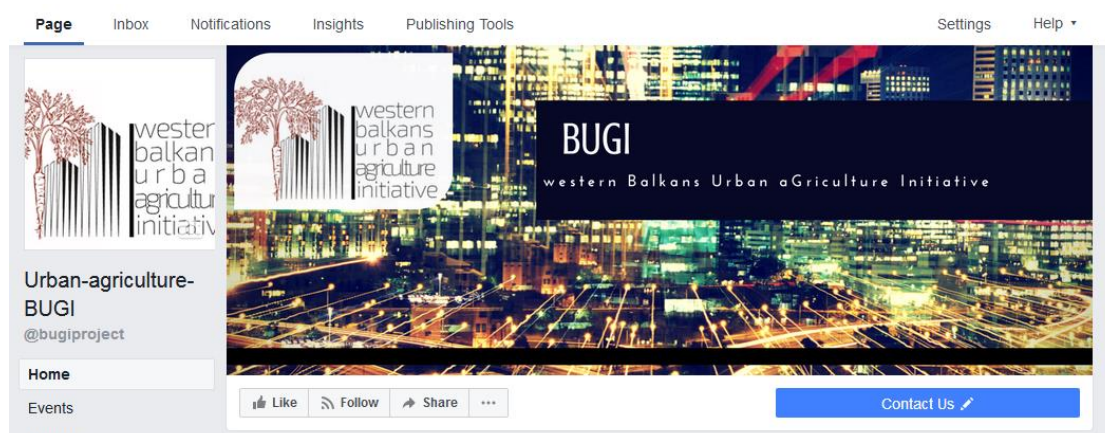 Page Inbox Notifications Insights Publishing Tools Settings Help
wester
balkan
urba
agricultur
initiativ
western
balkans
urban
agriculture
initiative
BUGI
western Balkans Urban aGriculture Initiative
Urban-agriculture-
BUGI
@bugiproject
Home
Events
Like Follow Share ...
Contact Us